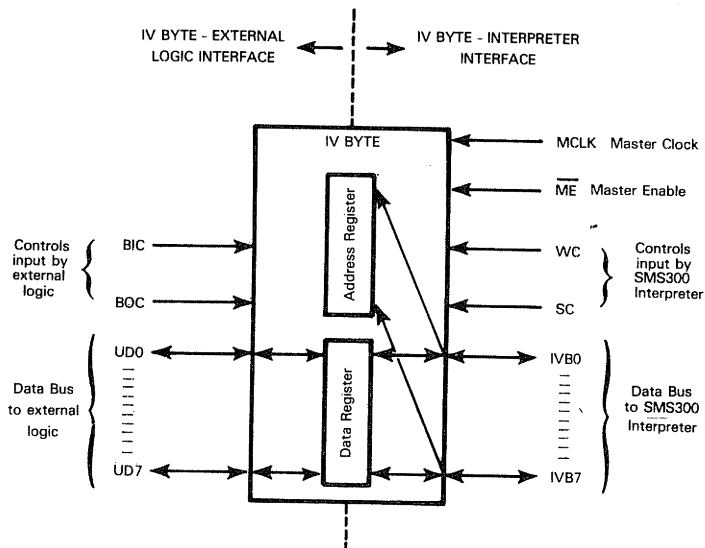 IV BYTE - EXTERNAL
LOGIC INTERFACE
IV BYTE - INTERPRETER
INTERFACE
IV BYTE
MCLK Master Clock
M̅E̅ Master Enable
Address Register
Controls
input by
external
logic
BIC
BOC
WC
SC
Controls
input by
SMS300
Interpreter
Data Bus
to external
logic
UD0
UD7
Data Register
IVB0
IVB7
Data Bus
to SMS300
Interpreter